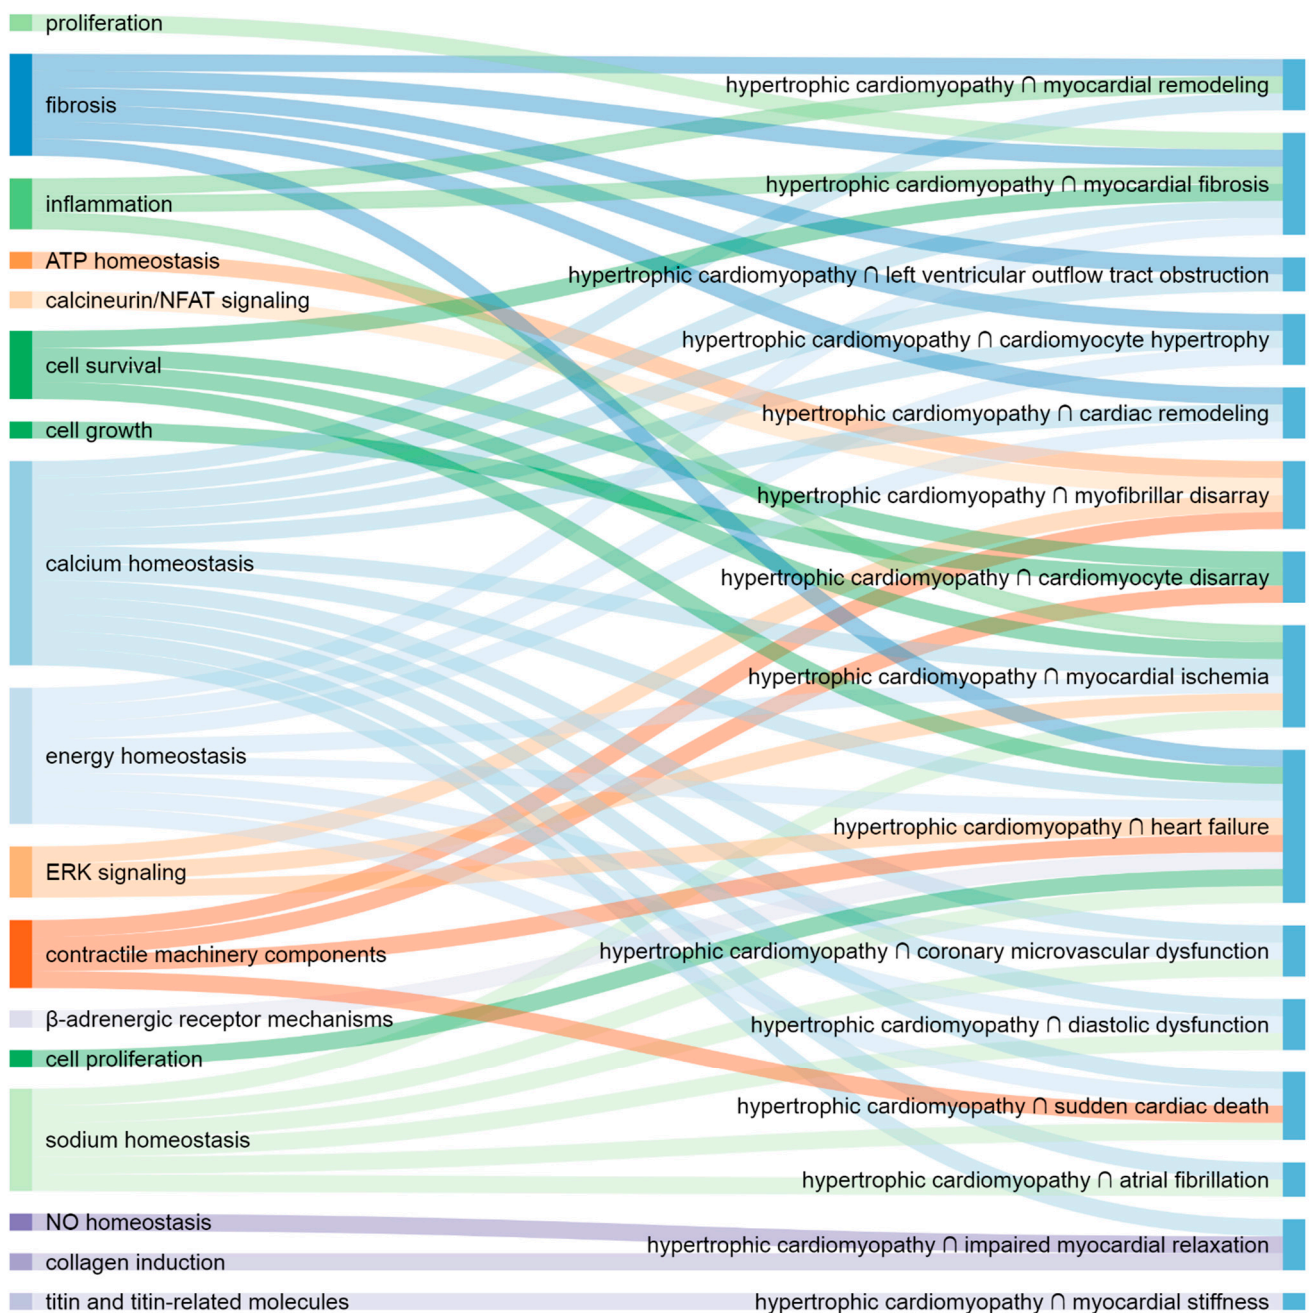 proliferation
fibrosis
inflammation
ATP homeostasis
calcineurin/NFAT signaling
cell survival
cell growth
calcium homeostasis
energy homeostasis
ERK signaling
contractile machinery components
β-adrenergic receptor mechanisms
cell proliferation
sodium homeostasis
NO homeostasis
collagen induction
titin and titin-related molecules
hypertrophic cardiomyopathy ∩ myocardial remodeling
hypertrophic cardiomyopathy ∩ myocardial fibrosis
hypertrophic cardiomyopathy ∩ left ventricular outflow tract obstruction
hypertrophic cardiomyopathy ∩ cardiomyocyte hypertrophy
hypertrophic cardiomyopathy ∩ cardiac remodeling
hypertrophic cardiomyopathy ∩ myofibrillar disarray
hypertrophic cardiomyopathy ∩ cardiomyocyte disarray
hypertrophic cardiomyopathy ∩ myocardial ischemia
hypertrophic cardiomyopathy ∩ heart failure
hypertrophic cardiomyopathy ∩ coronary microvascular dysfunction
hypertrophic cardiomyopathy ∩ diastolic dysfunction
hypertrophic cardiomyopathy ∩ sudden cardiac death
hypertrophic cardiomyopathy ∩ atrial fibrillation
hypertrophic cardiomyopathy ∩ impaired myocardial relaxation
hypertrophic cardiomyopathy ∩ myocardial stiffness